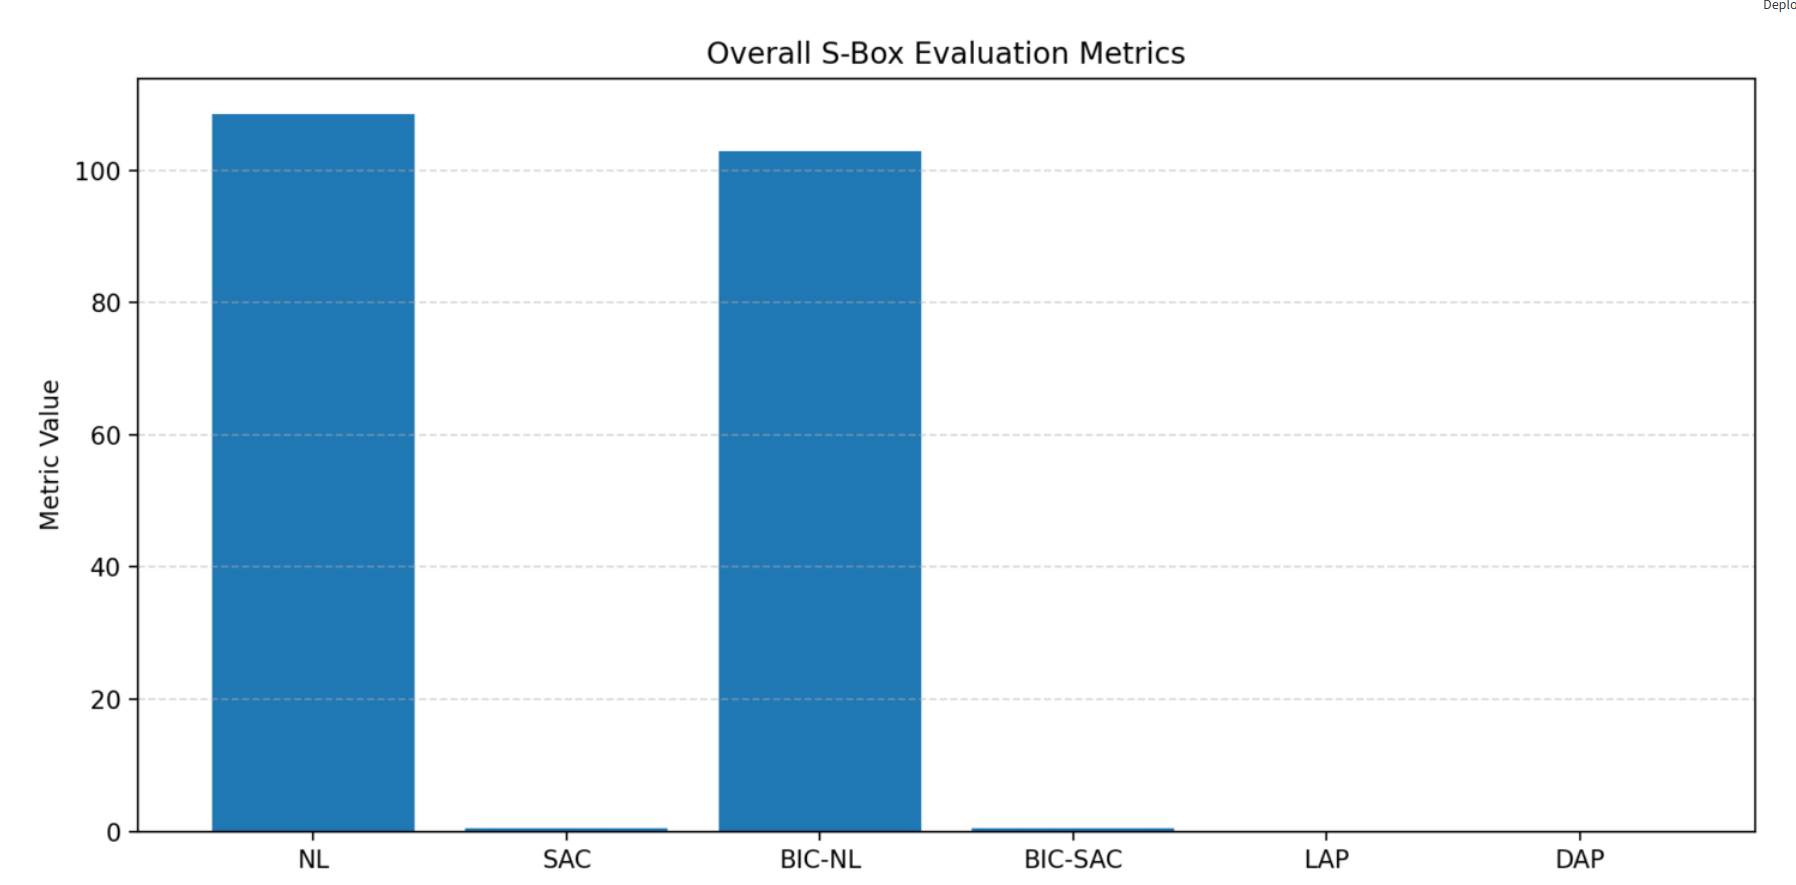 Deplo
Overall S-Box Evaluation Metrics
Metric Value
100
80
60
40
20
0
NL SAC BIC-NL BIC-SAC LAP DAP